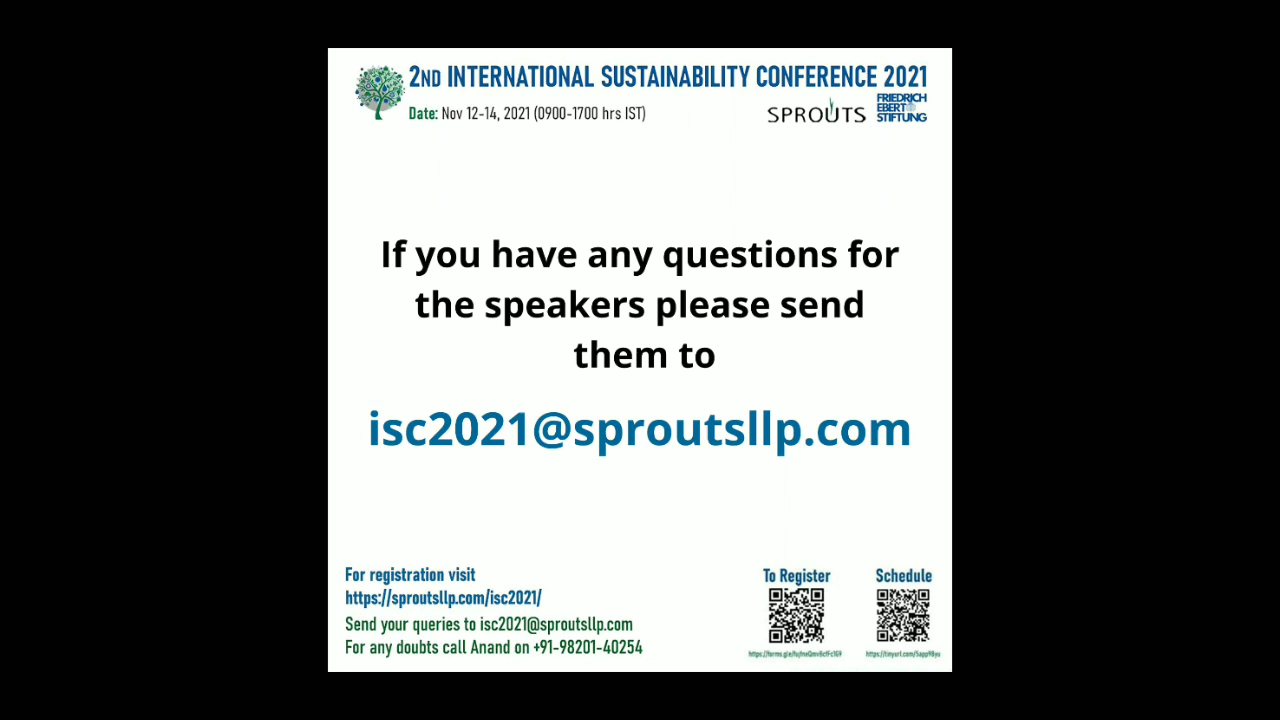 2ND INTERNATIONAL SUSTAINABILITY CONFERENCE 2021
Date: Nov 12-14, 2021 (0900-1700 hrs IST)
SPROUTS
FRIEDRICH
EBERT
STIFTUNG
If you have any questions for
the speakers please send
them to
isc2021@sproutsllp.com
For registration visit
https://sproutsllp.com/isc2021/
Send your queries to isc2021@sproutsllp.com
For any doubts call Anand on +91-98201-40254
To Register
Schedule